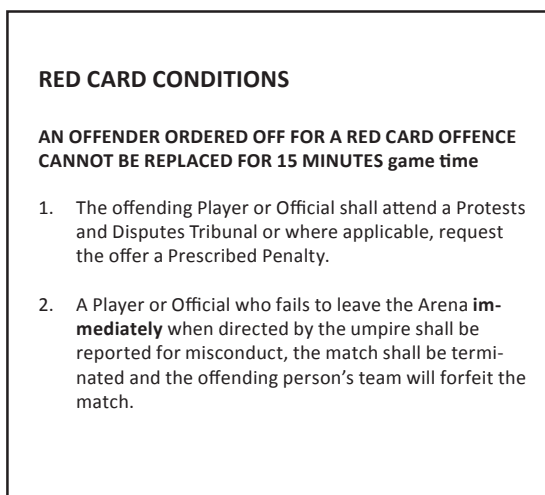 RED CARD CONDITIONS
AN OFFENDER ORDERED OFF FOR A RED CARD OFFENCE
CANNOT BE REPLACED FOR 15 MINUTES game time
1. The offending Player or Official shall attend a Protests
and Disputes Tribunal or where applicable, request
the offer a Prescribed Penalty.
2. A Player or Official who fails to leave the Arena im-
mediately when directed by the umpire shall be
reported for misconduct, the match shall be termi-
nated and the offending person’s team will forfeit the
match.